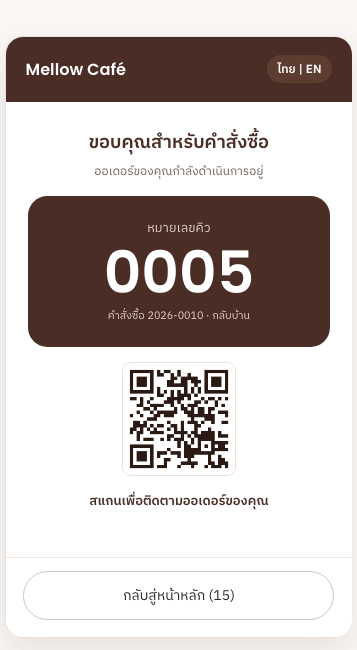 Mellow Café
ไทย | EN
ขอบคุณสำหรับคำสั่งซื้อ
ออเดอร์ของคุณกำลังดำเนินการอยู่
หมายเลขคิว
0005
คำสั่งซื้อ 2026-0010 · กลับบ้าน
สแกนเพื่อติดตามออเดอร์ของคุณ
กลับสู่หน้าหลัก (15)